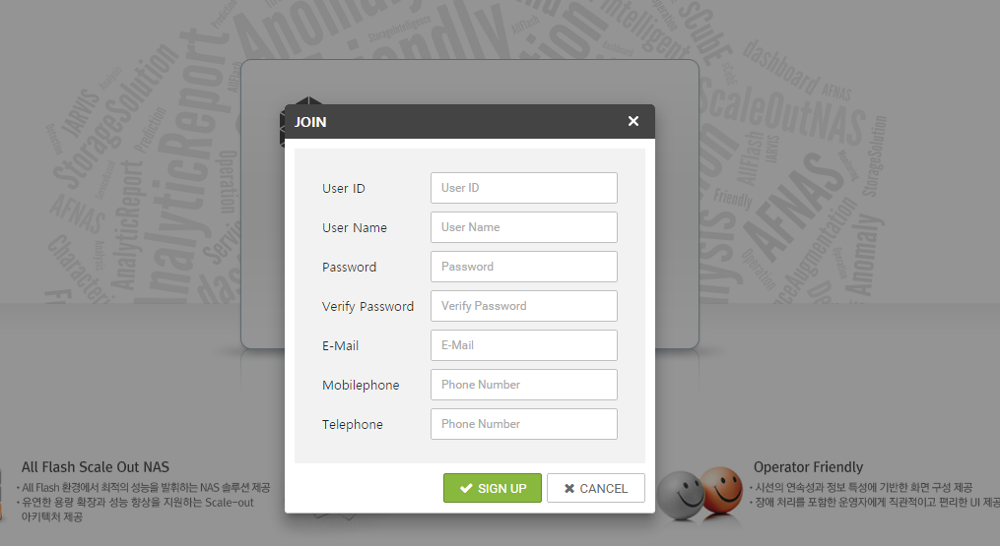 Anomaly
StorageIntelligence
AllFlash
Friendly
Intelligent
sCubE
dashboard
AFNAS
StorageSolution
JARVIS
Prediction
AnalyticReport
ScaleOutNAS
AllFlash
JARVIS
StorageSolution
Operation
Friendly
AFNAS
AnalyticReport
AFNAS
Operation
Anomaly
JOIN
User ID
User ID
User Name
User Name
Password
Password
Verify Password
Verify Password
E-Mail
E-Mail
Mobilephone
Phone Number
Telephone
Phone Number
SIGN UP
CANCEL
All Flash Scale Out NAS
· All Flash 환경에서 최적의 성능을 발휘하는 NAS 솔루션 제공
· 유연한 용량 확장과 성능 향상을 지원하는 Scale-out
아키텍처 제공
Operator Friendly
· 시선의 연속성과 정보 특성에 기반한 화면 구성 제공
· 장애 처리를 포함한 운영자에게 직관적이고 편리한 UI 제공